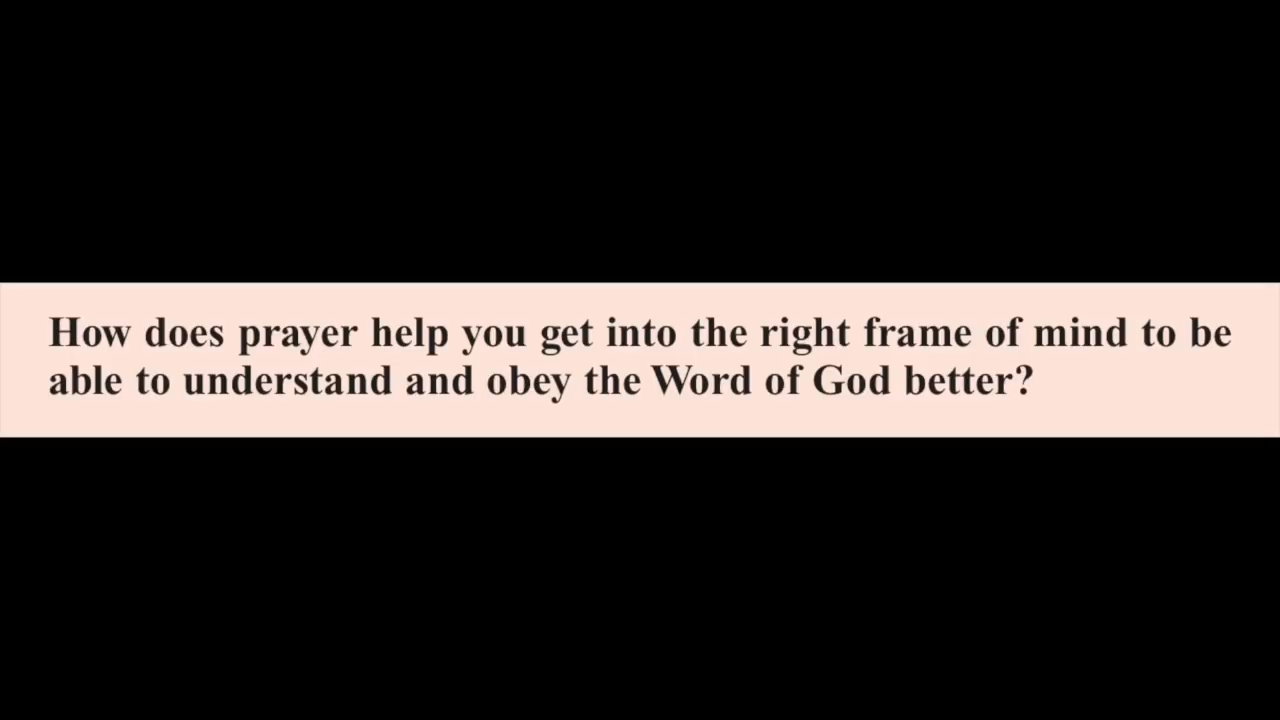 How does prayer help you get into the right frame of mind to be
able to understand and obey the Word of God better?